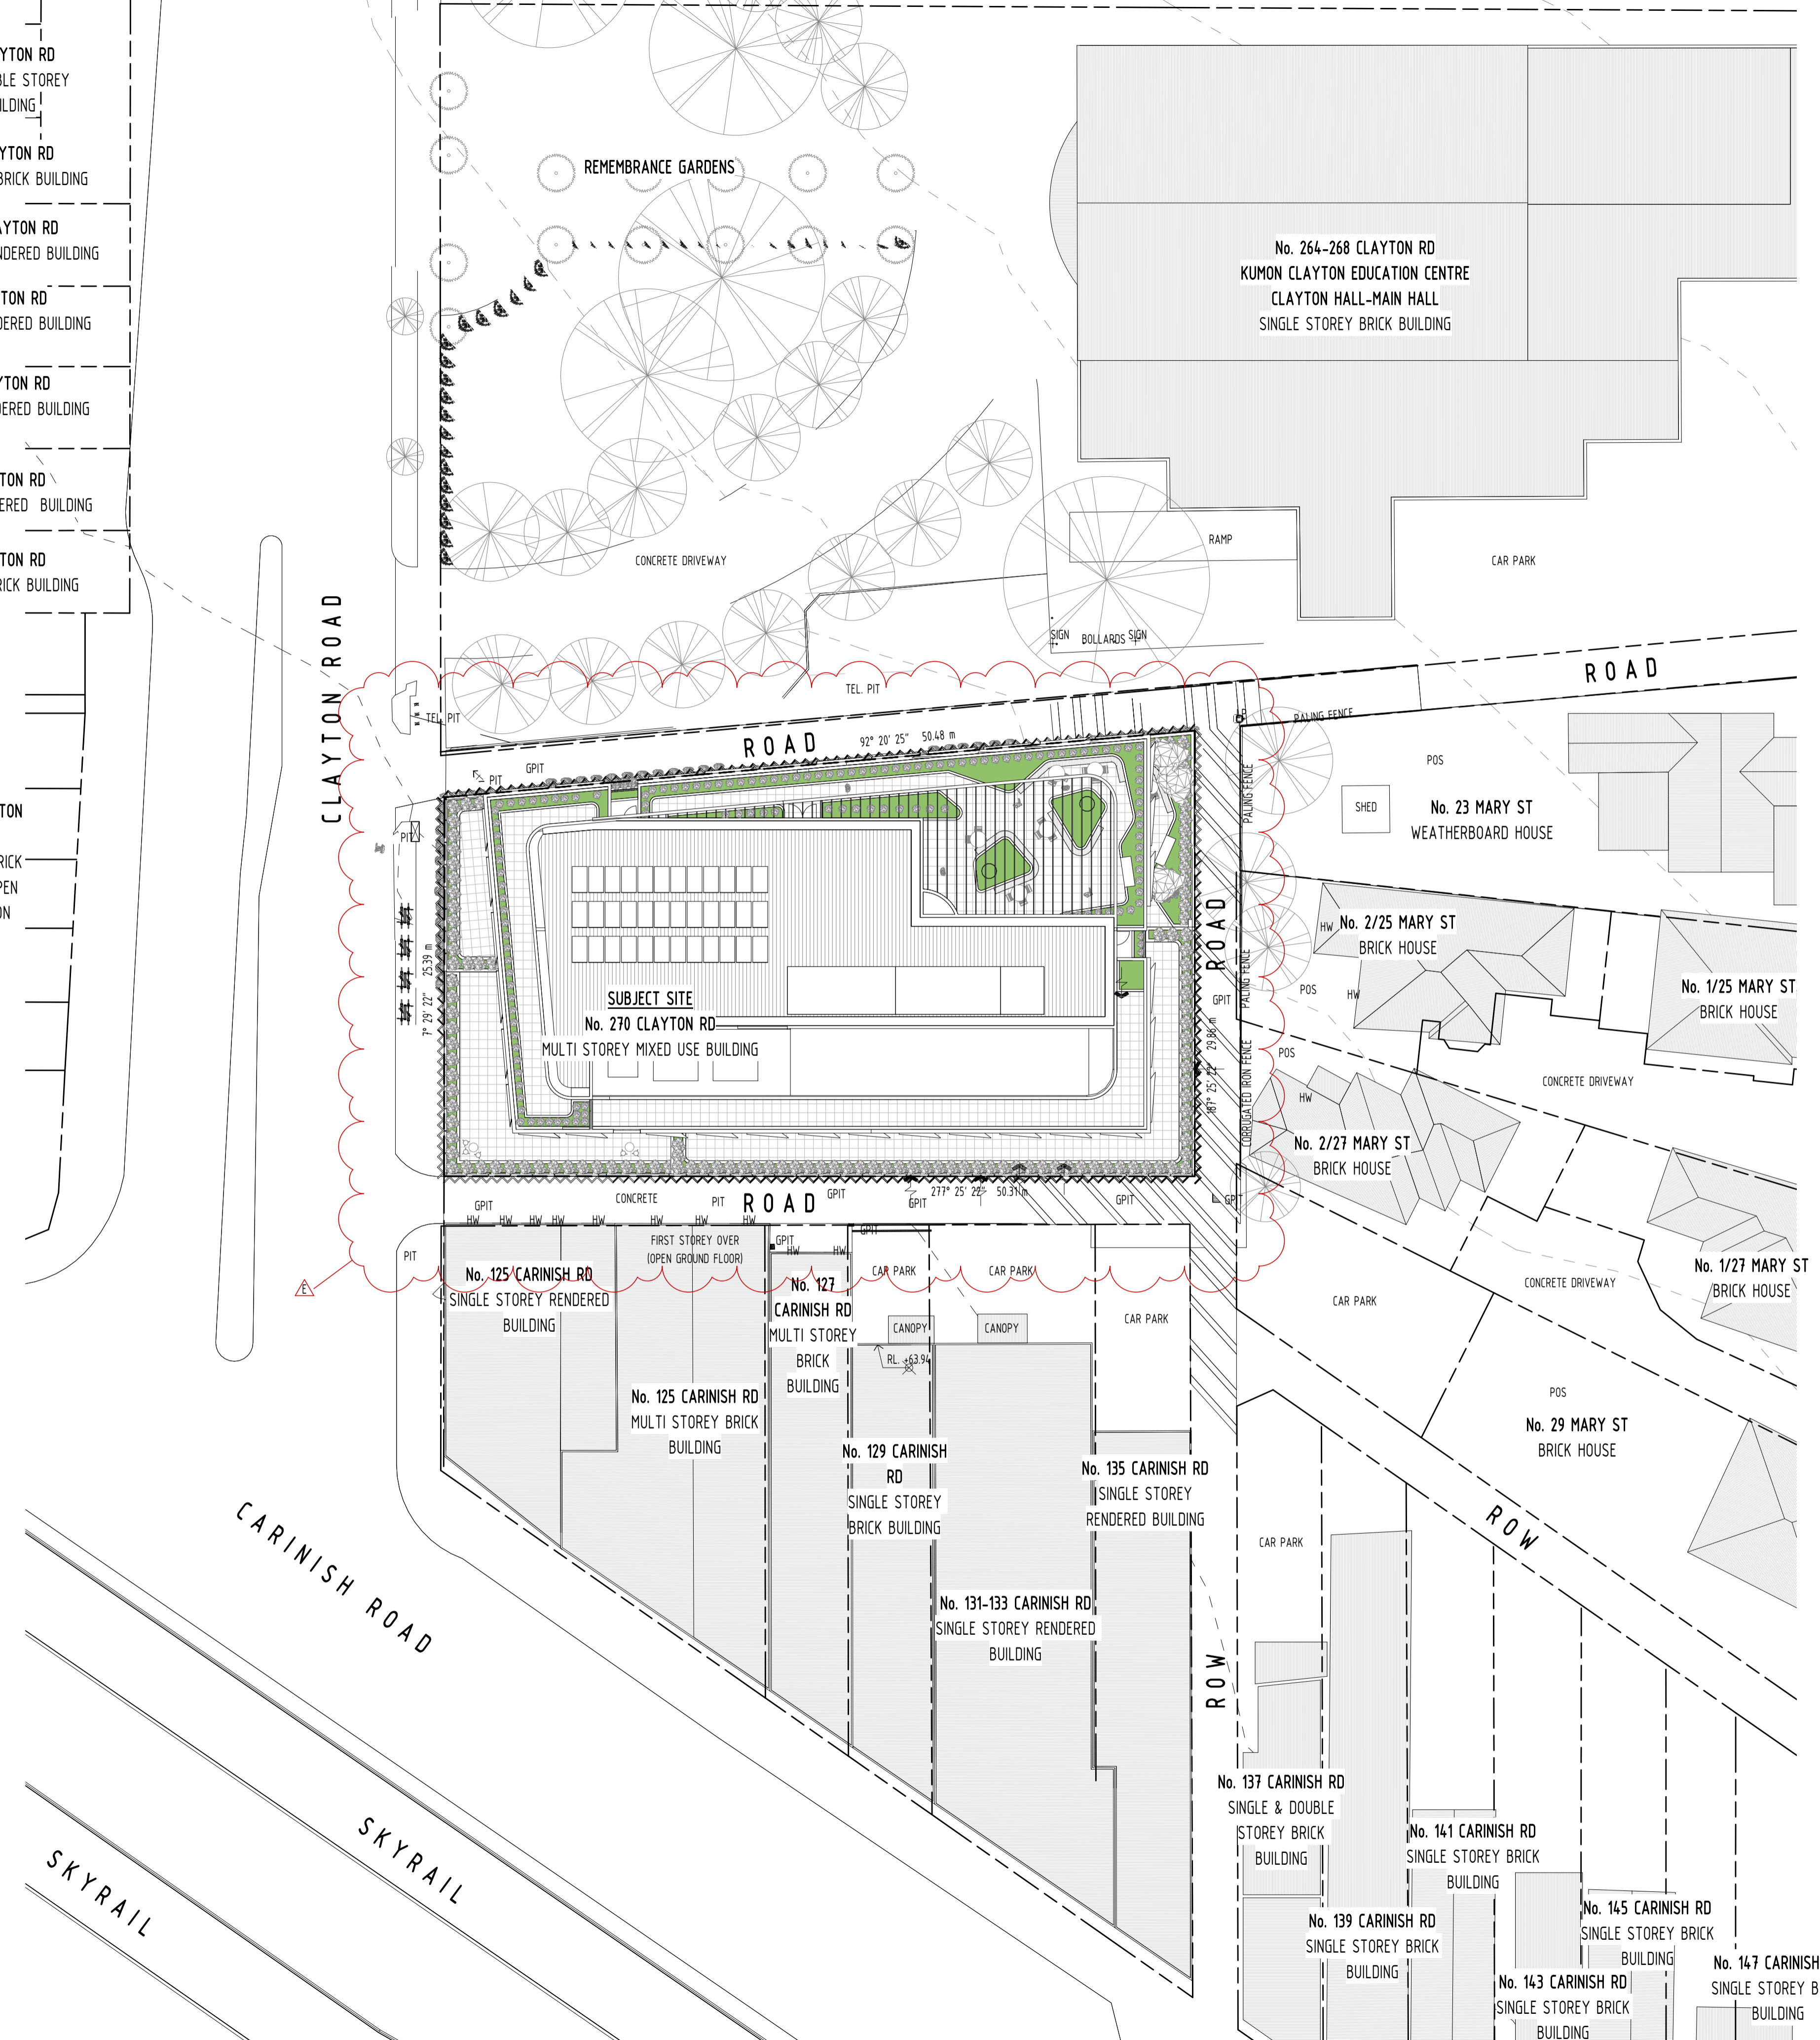 YTON RD
BLE STOREY
ILDING
YTON RD
BRICK BUILDING
AYTON RD
NDERED BUILDING
TON RD
DERED BUILDING
YTON RD
DERED BUILDING
TON RD
ERED BUILDING
TON RD
RICK BUILDING
TON
RICK
PEN
ON
REMEMBRANCE GARDENS
No. 264-268 CLAYTON RD
KUMON CLAYTON EDUCATION CENTRE
CLAYTON HALL-MAIN HALL
SINGLE STOREY BRICK BUILDING
CONCRETE DRIVEWAY
RAMP
CAR PARK
CLAYTON ROAD
SIGN
BOLLARDS
SIGN
TEL. PIT
TEL. PIT
ROAD
ROAD
92° 20' 25" 50.48 m
PALING FENCE
GPIT
PIT
PIT
PALING FENCE
POS
SHED
No. 23 MARY ST
WEATHERBOARD HOUSE
7° 29' 22" 25.39 m
SUBJECT SITE
No. 270 CLAYTON RD
MULTI STOREY MIXED USE BUILDING
ROAD
GPIT
187° 25' 22" 29.86 m
PALING FENCE
CORRUGATED IRON FENCE
HW
No. 2/25 MARY ST
BRICK HOUSE
POS
HW
No. 1/25 MARY ST
BRICK HOUSE
POS
HW
CONCRETE DRIVEWAY
No. 2/27 MARY ST
BRICK HOUSE
GPIT
CONCRETE
PIT
ROAD
GPIT
GPIT
277° 25' 22" 50.31 m
GPIT
GPIT
HW
HW
HW
HW
HW
HW
HW
HW
PIT
FIRST STOREY OVER
(OPEN GROUND FLOOR)
GPIT
HW
HW
GPIT
CAR PARK
CAR PARK
E
No. 125 CARINISH RD
SINGLE STOREY RENDERED
BUILDING
No. 127
CARINISH RD
MULTI STOREY
BRICK
BUILDING
CANOPY
CANOPY
RL. +63.94
CAR PARK
CAR PARK
CONCRETE DRIVEWAY
No. 1/27 MARY ST
BRICK HOUSE
No. 125 CARINISH RD
MULTI STOREY BRICK
BUILDING
No. 129 CARINISH
RD
SINGLE STOREY
BRICK BUILDING
No. 135 CARINISH RD
SINGLE STOREY
RENDERED BUILDING
POS
No. 29 MARY ST
BRICK HOUSE
CAR PARK
ROW
CARINISH ROAD
No. 131-133 CARINISH RD
SINGLE STOREY RENDERED
BUILDING
ROW
SKYRAIL
SKYRAIL
No. 137 CARINISH RD
SINGLE & DOUBLE
STOREY BRICK
BUILDING
No. 141 CARINISH RD
SINGLE STOREY BRICK
BUILDING
No. 139 CARINISH RD
SINGLE STOREY BRICK
BUILDING
No. 145 CARINISH RD
SINGLE STOREY BRICK
BUILDING
No. 143 CARINISH RD
SINGLE STOREY BRICK
BUILDING
No. 147 CARINISH
SINGLE STOREY B
BUILDING